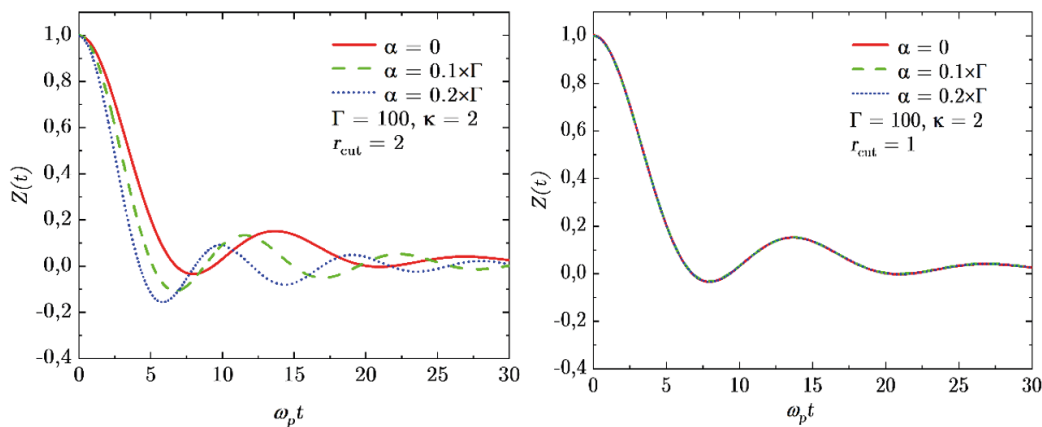 1,0
0,8
0,6
0,4
0,2
0,0
-0,2
-0,4
Z(t)
α = 0
α = 0.1×Γ
α = 0.2×Γ
Γ = 100, κ = 2
r_cut = 2
0 5 10 15 20 25 30
ω_p t
1,0
0,8
0,6
0,4
0,2
0,0
-0,2
-0,4
Z(t)
α = 0
α = 0.1×Γ
α = 0.2×Γ
Γ = 100, κ = 2
r_cut = 1
0 5 10 15 20 25 30
ω_p t